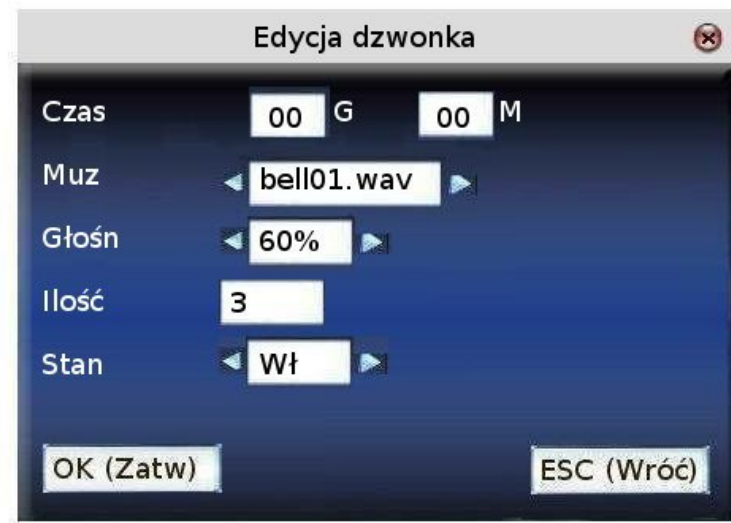 Edycja dzwonka
Czas 00 G 00 M
Muz bell01.wav
Głośn 60%
Ilość 3
Stan Wł
OK (Zatw) ESC (Wróć)